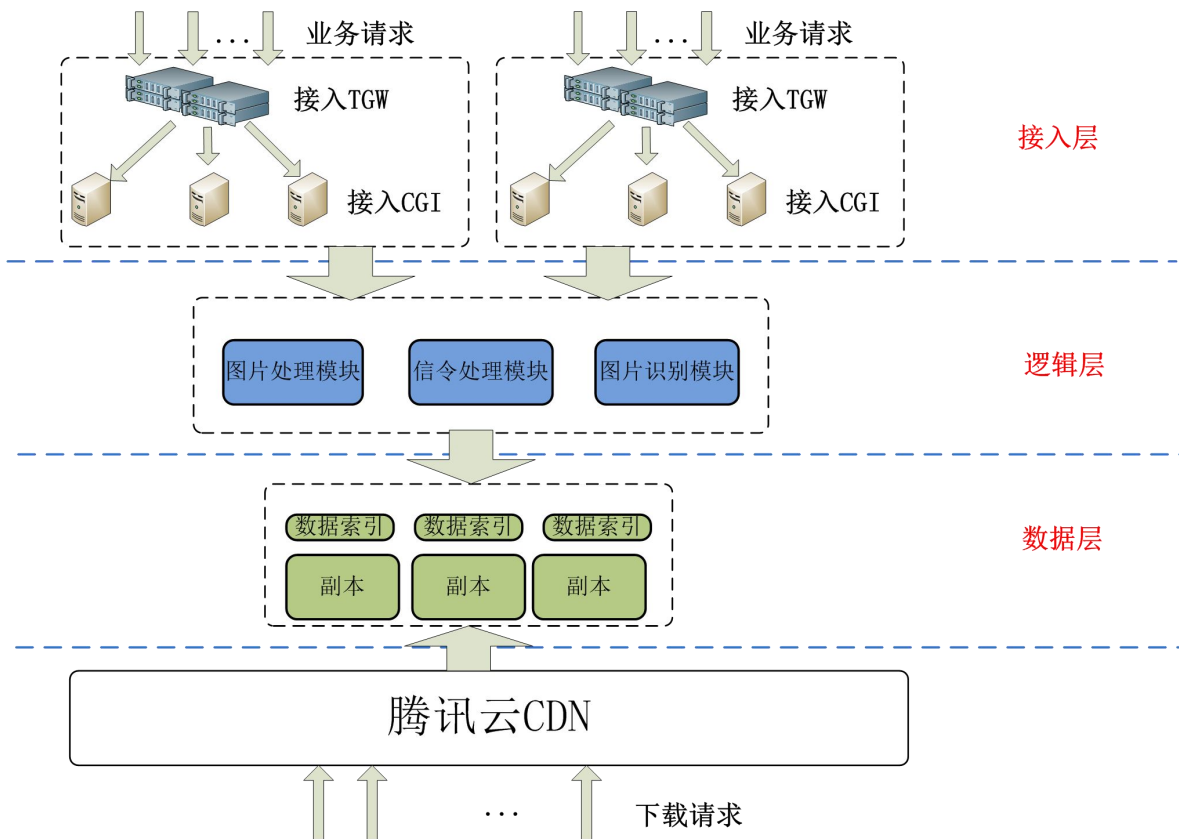 ... 业务请求
... 业务请求
接入TGW
接入TGW
接入层
接入CGI
接入CGI
图片处理模块
信令处理模块
图片识别模块
逻辑层
数据索引
数据索引
数据索引
数据层
副本
副本
副本
腾讯云CDN
... 下载请求